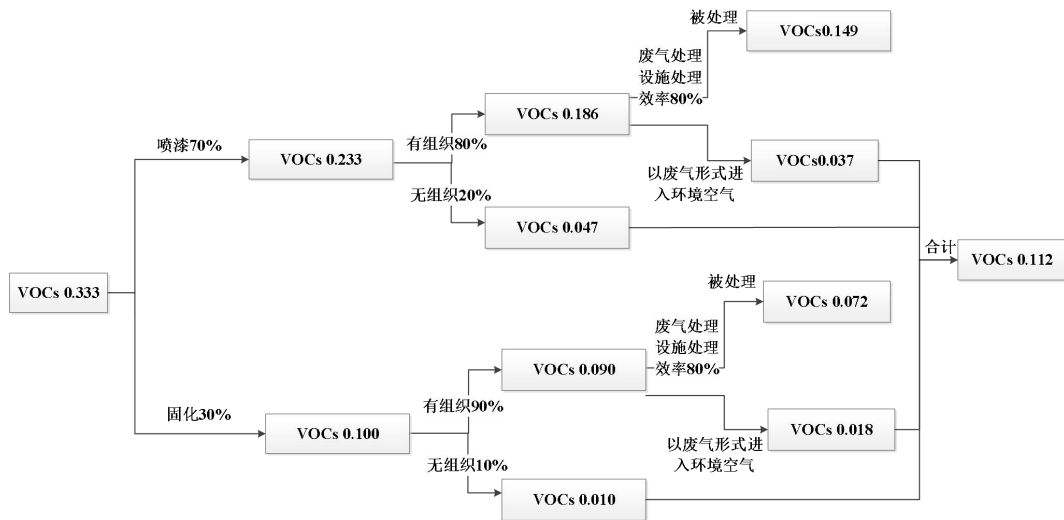 被处理
VOCs0.149
废气处理
设施处理
效率80%
VOCs 0.186
有组织80%
喷漆70%
VOCs 0.233
VOCs0.037
以废气形式进
入环境空气
无组织20%
VOCs 0.047
合计
VOCs 0.112
VOCs 0.333
被处理
VOCs 0.072
废气处理
设施处理
效率80%
VOCs 0.090
有组织90%
固化30%
VOCs 0.100
VOCs 0.018
以废气形式进
入环境空气
无组织10%
VOCs 0.010